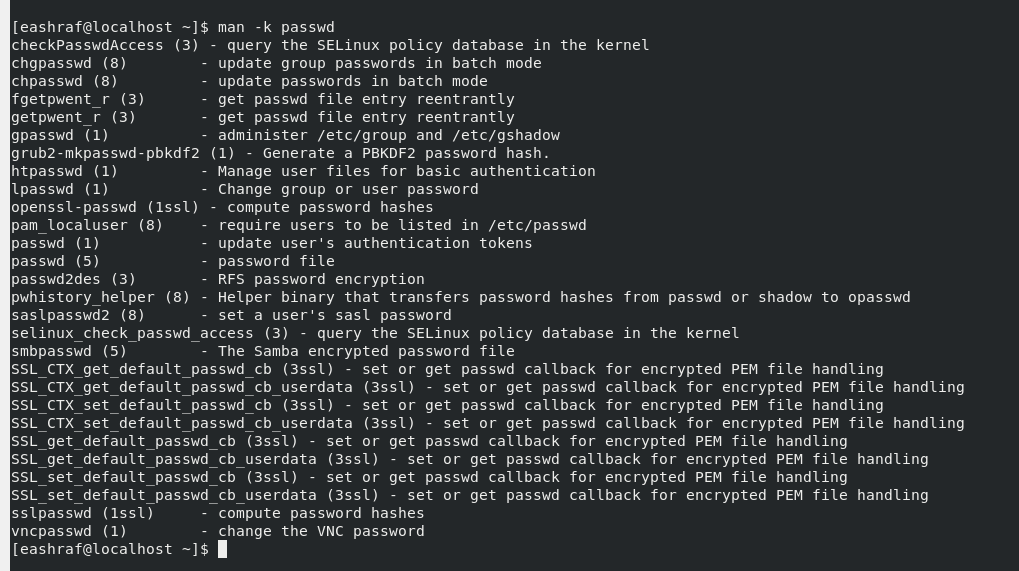 [eashraf@localhost ~]$ man -k passwd
checkPasswdAccess (3) - query the SELinux policy database in the kernel
chgpasswd (8)        - update group passwords in batch mode
chpasswd (8)         - update passwords in batch mode
fgetpwent_r (3)      - get passwd file entry reentrantly
getpwent_r (3)       - get passwd file entry reentrantly
gpasswd (1)          - administer /etc/group and /etc/gshadow
grub2-mkpasswd-pbkdf2 (1) - Generate a PBKDF2 password hash.
htpasswd (1)         - Manage user files for basic authentication
lpasswd (1)          - Change group or user password
openssl-passwd (1ssl) - compute password hashes
pam_localuser (8)    - require users to be listed in /etc/passwd
passwd (1)           - update user's authentication tokens
passwd (5)           - password file
passwd2des (3)       - RFS password encryption
pwhistory_helper (8) - Helper binary that transfers password hashes from passwd or shadow to opasswd
saslpasswd2 (8)      - set a user's sasl password
selinux_check_passwd_access (3) - query the SELinux policy database in the kernel
smbpasswd (5)        - The Samba encrypted password file
SSL_CTX_get_default_passwd_cb (3ssl) - set or get passwd callback for encrypted PEM file handling
SSL_CTX_get_default_passwd_cb_userdata (3ssl) - set or get passwd callback for encrypted PEM file handling
SSL_CTX_set_default_passwd_cb (3ssl) - set or get passwd callback for encrypted PEM file handling
SSL_CTX_set_default_passwd_cb_userdata (3ssl) - set or get passwd callback for encrypted PEM file handling
SSL_get_default_passwd_cb (3ssl) - set or get passwd callback for encrypted PEM file handling
SSL_get_default_passwd_cb_userdata (3ssl) - set or get passwd callback for encrypted PEM file handling
SSL_set_default_passwd_cb (3ssl) - set or get passwd callback for encrypted PEM file handling
SSL_set_default_passwd_cb_userdata (3ssl) - set or get passwd callback for encrypted PEM file handling
sslpasswd (1ssl)     - compute password hashes
vncpasswd (1)        - change the VNC password
[eashraf@localhost ~]$